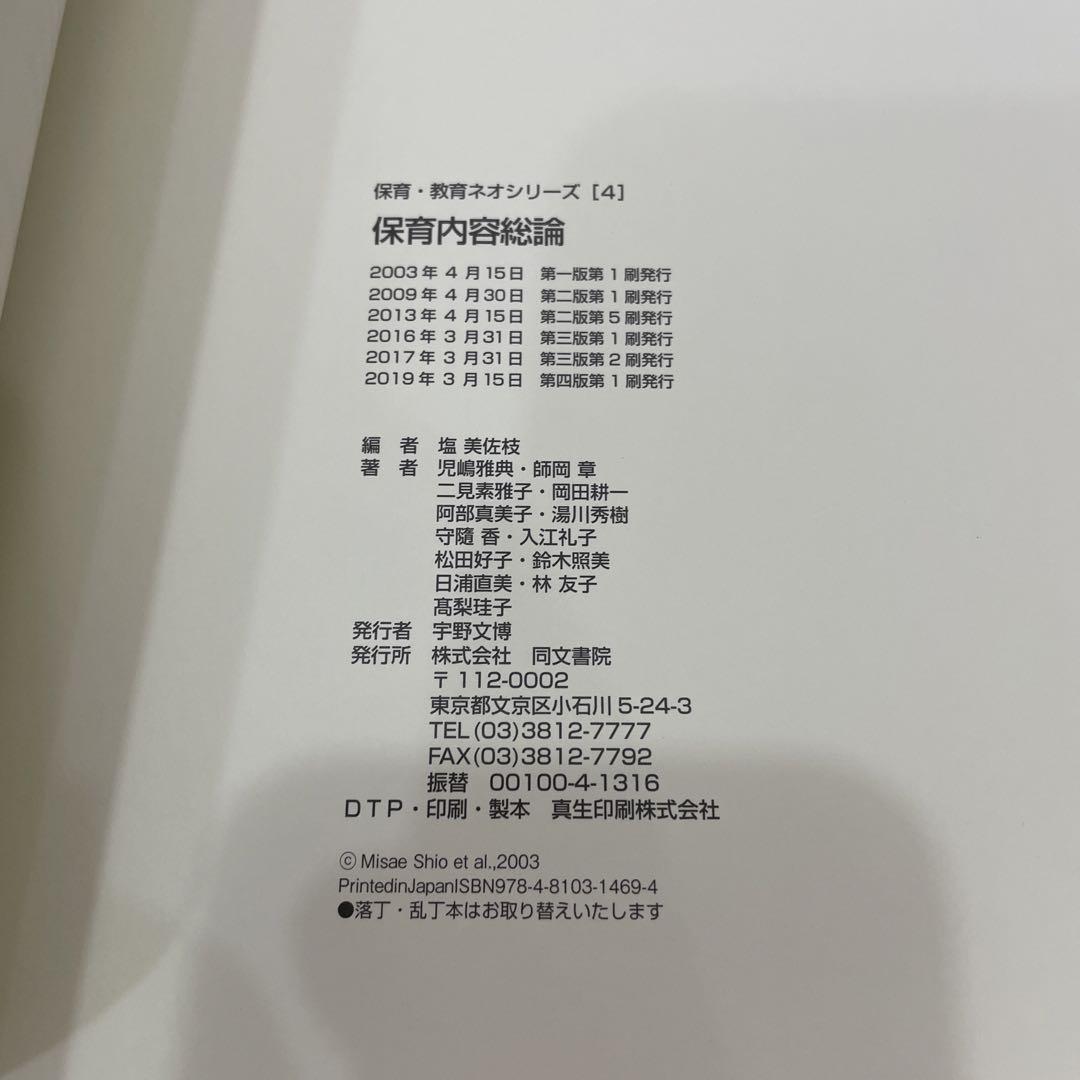 保育・教育ネオシリーズ［4］
保育内容総論
2003年 4 月15日　第一版第 1 刷発行
2009年 4 月30日　第二版第 1 刷発行
2013年 4 月15日　第二版第 5 刷発行
2016年 3 月31日　第三版第 1 刷発行
2017年 3 月31日　第三版第 2 刷発行
2019年 3 月15日　第四版第 1 刷発行
編　者　塩 美佐枝
著　者　児嶋雅典・師岡 章
二見素雅子・岡田耕一
阿部真美子・湯川秀樹
守隨 香・入江礼子
松田好子・鈴木照美
日浦直美・林 友子
髙梨珪子
発行者　宇野文博
発行所　株式会社　同文書院
〒 112-0002
東京都文京区小石川 5-24-3
TEL (03)3812-7777
FAX (03)3812-7792
振替　00100-4-1316
ＤＴＰ・印刷・製本　真生印刷株式会社
Ⓒ Misae Shio et al.,2003
PrintedinJapanISBN978-4-8103-1469-4
●落丁・乱丁本はお取り替えいたします